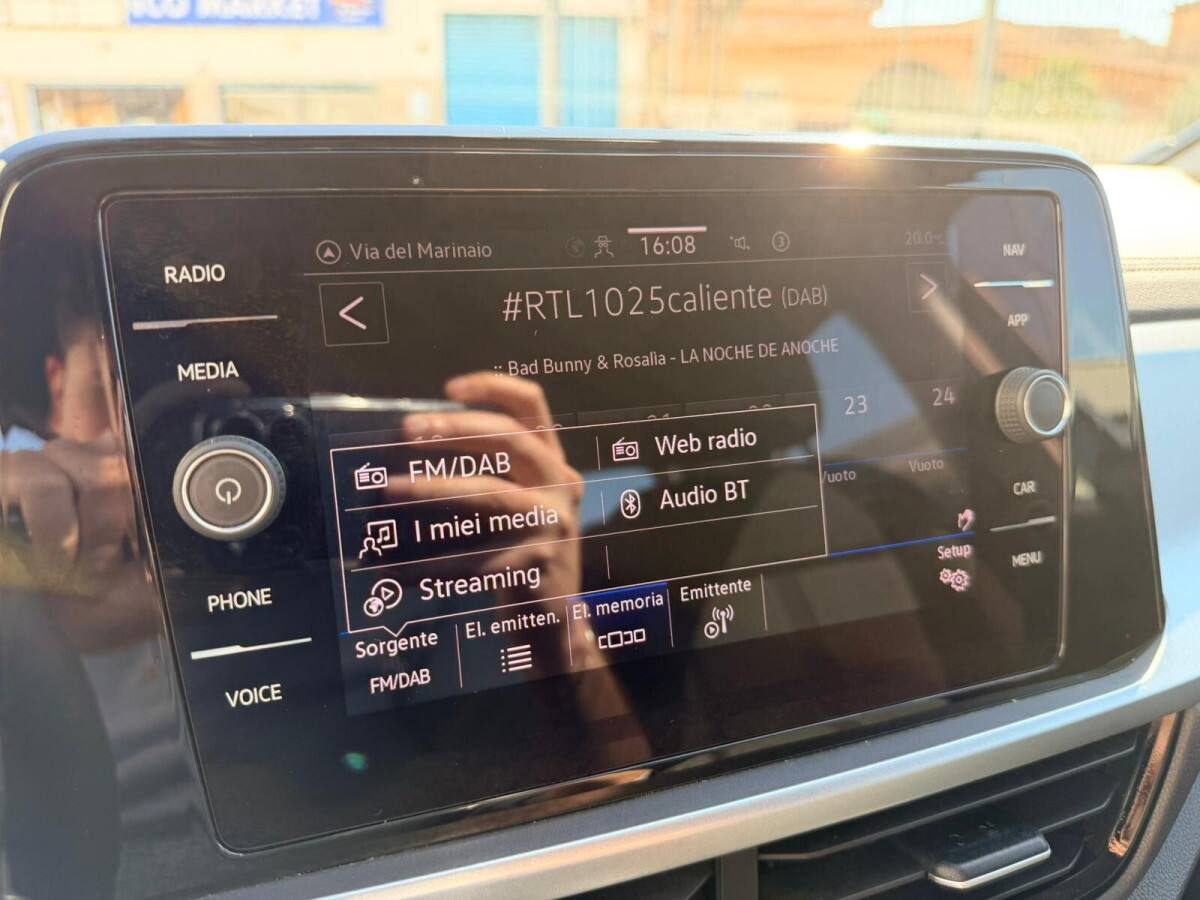 MARKET
RADIO
MEDIA
PHONE
VOICE
Via del Marinaio
16:08
3
20.0
NAV
APP
CAR
MENU
<
#RTL1025caliente (DAB)
>
:: Bad Bunny & Rosalìa - LA NOCHE DE ANOCHE
23
24
Vuoto
Vuoto
FM/DAB
Web radio
I miei media
Audio BT
Streaming
Sorgente
FM/DAB
El. emitten.
El. memoria
Emittente
Setup